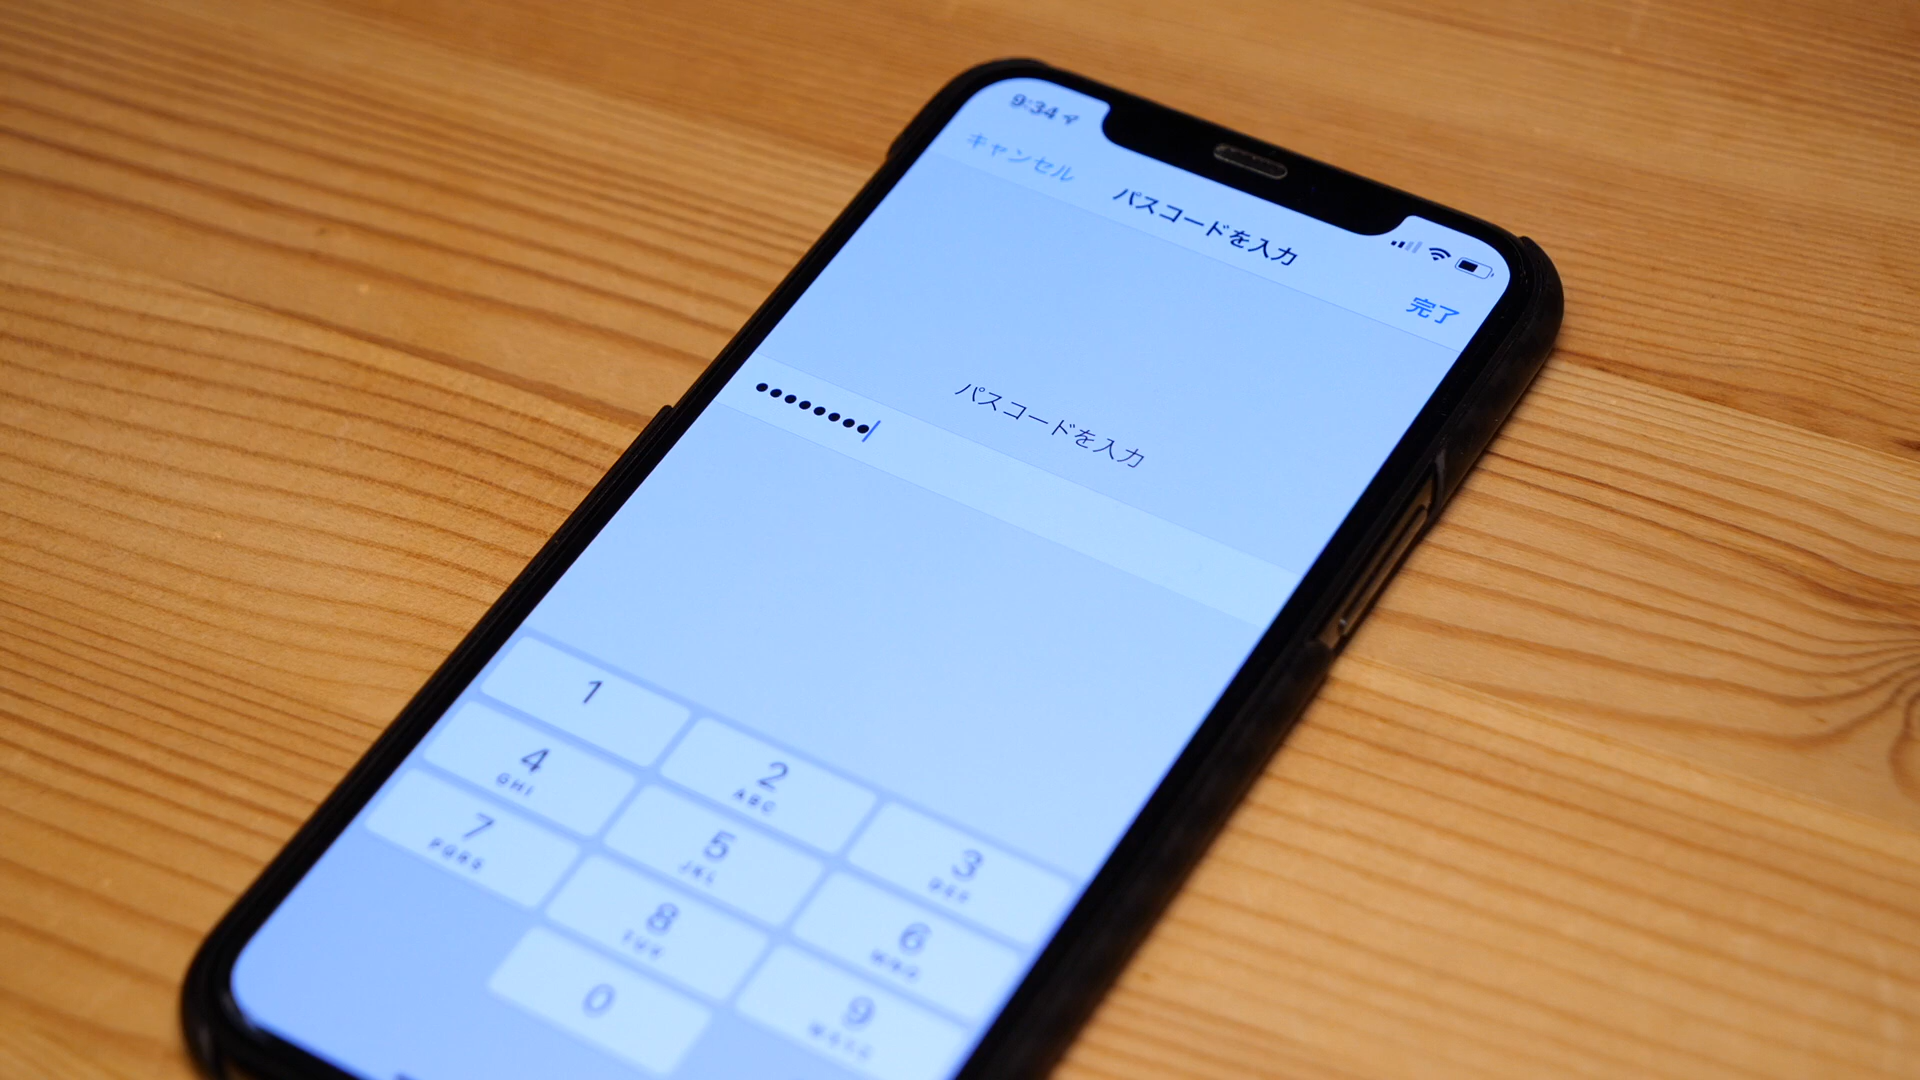 9:34
キャンセル
パスコードを入力
完了
パスコードを入力
••••••••
1
2
ABC
3
DEF
4
GHI
5
JKL
6
MNO
7
PQRS
8
TUV
9
WXYZ
0